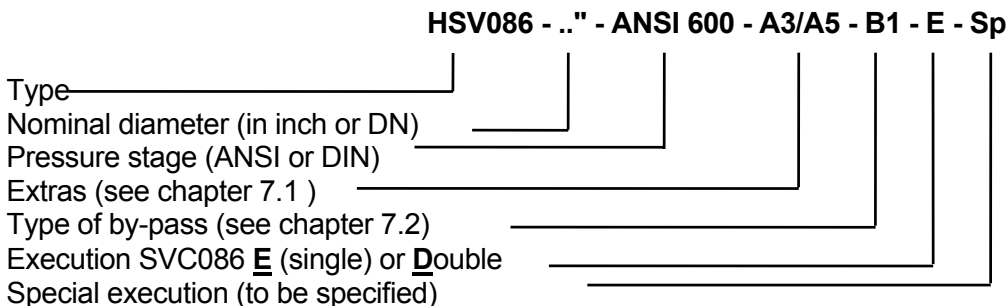 HSV086 - .." - ANSI 600 - A3/A5 - B1 - E - Sp
Type
Nominal diameter (in inch or DN)
Pressure stage (ANSI or DIN)
Extras (see chapter 7.1 )
Type of by-pass (see chapter 7.2)
Execution SVC086 E (single) or Double
Special execution (to be specified)